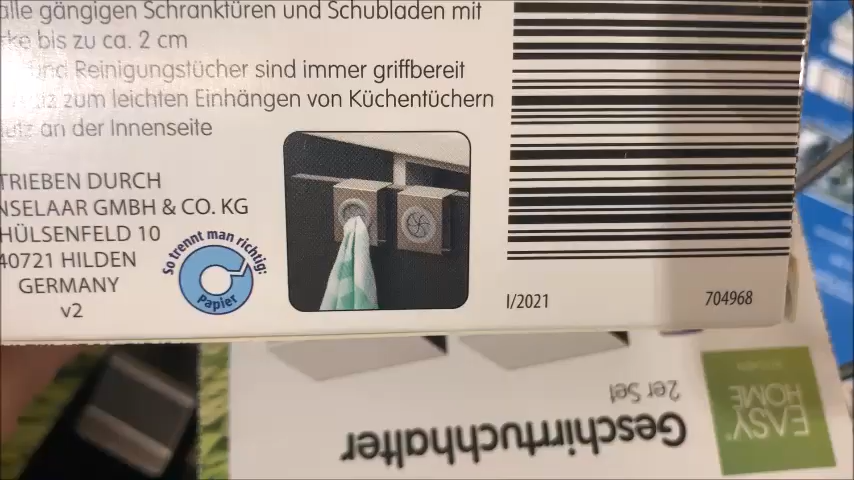 alle gängigen Schranktüren und Schubladen mit
bis zu ca. 2 cm
und Reinigungstücher sind immer griffbereit
zum leichten Einhängen von Küchentüchern
an der Innenseite
TRIEBEN DURCH
NSELAAR GMBH & CO. KG
HÜLSENFELD 10
40721 HILDEN
GERMANY
v2
So trennt man richtig:
Papier
I/2021
704968
EASY
HOME
2er Set
Geschirrtuchhalter